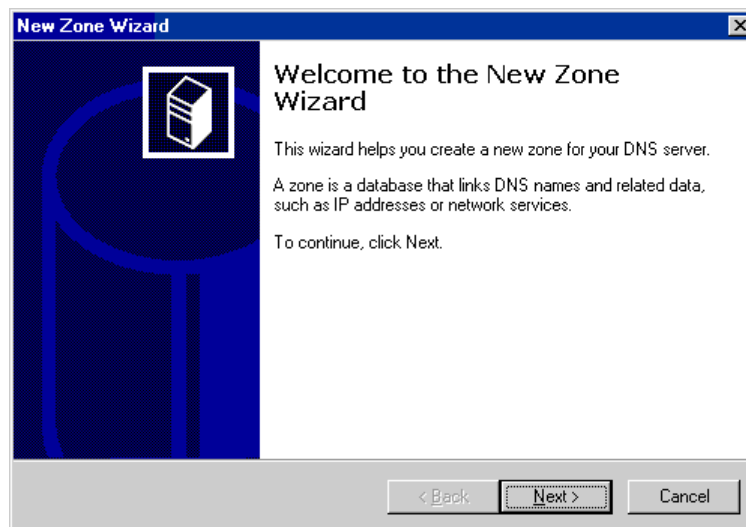 New Zone Wizard
Welcome to the New Zone
Wizard
This wizard helps you create a new zone for your DNS server.
A zone is a database that links DNS names and related data,
such as IP addresses or network services.
To continue, click Next.
< Back Next > Cancel